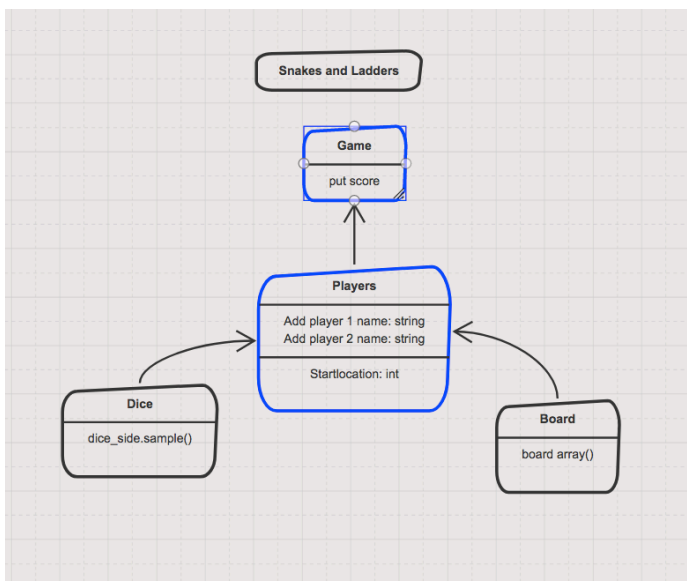 Snakes and Ladders
Game
put score
Players
Add player 1 name: string
Add player 2 name: string
Startlocation: int
Dice
dice_side.sample()
Board
board array()